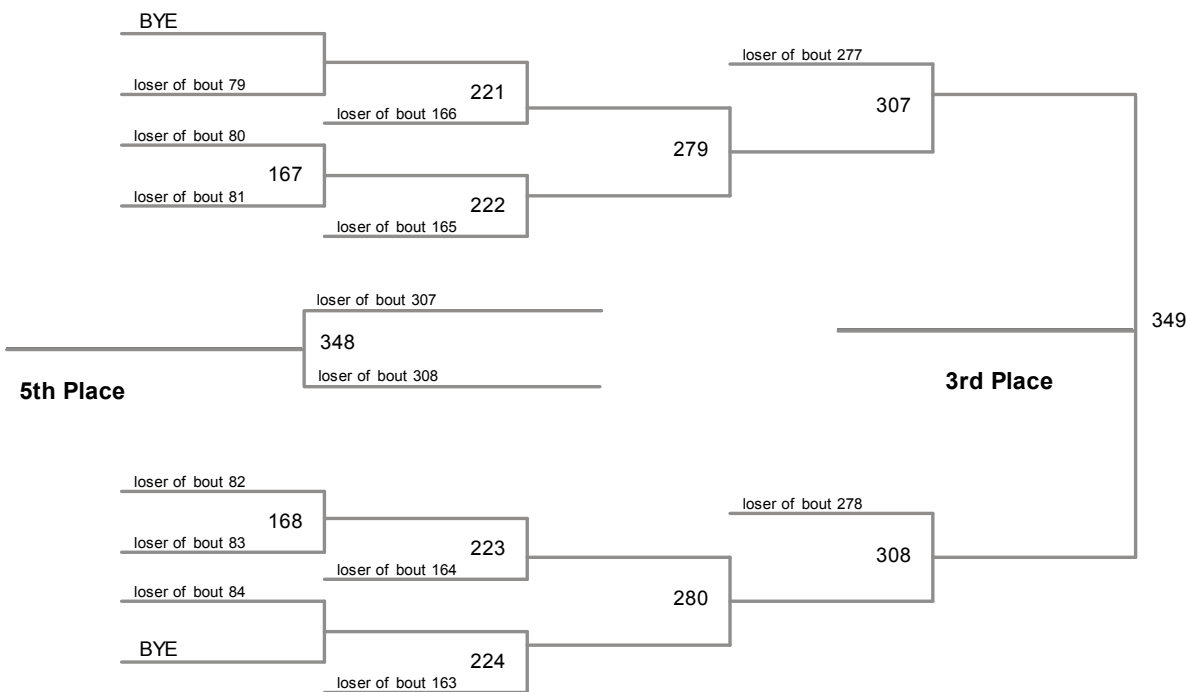 BYE
loser of bout 277
loser of bout 79
221
307
loser of bout 166
loser of bout 80
279
167
loser of bout 81
222
loser of bout 165
loser of bout 307
349
348
loser of bout 308
3rd Place
5th Place
loser of bout 82
loser of bout 278
168
loser of bout 83
223
308
loser of bout 164
loser of bout 84
280
BYE
224
loser of bout 163